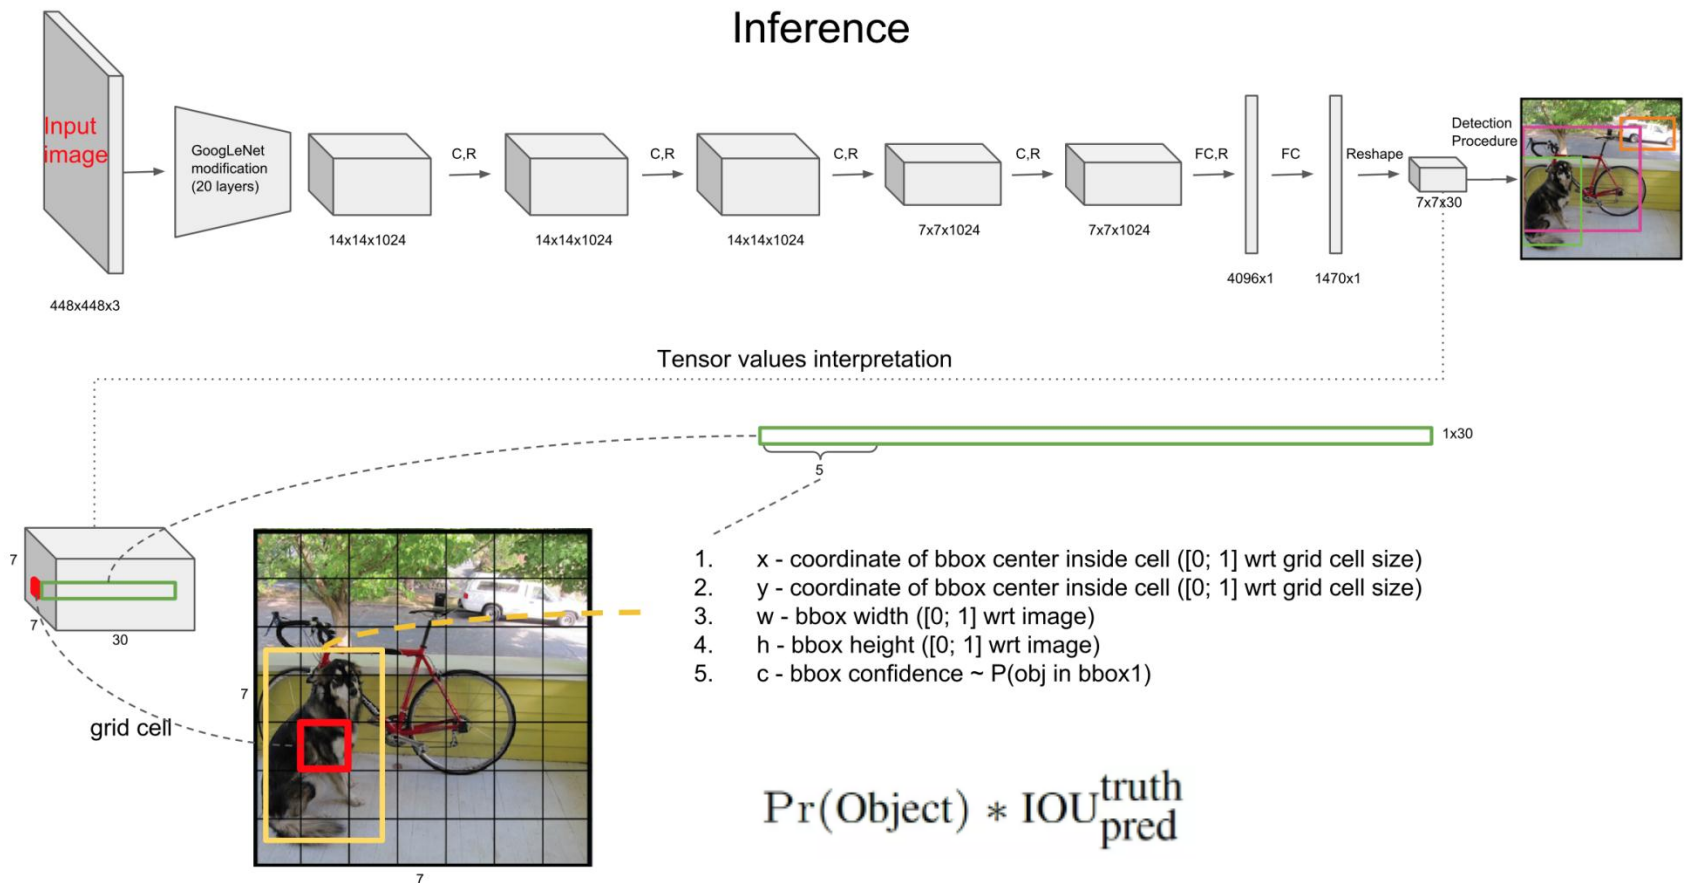 Inference
Input
image
448x448x3
GoogLeNet
modification
(20 layers)
14x14x1024
C,R
14x14x1024
C,R
14x14x1024
C,R
7x7x1024
C,R
7x7x1024
FC,R
4096x1
FC
1470x1
Reshape
7x7x30
Detection
Procedure
Tensor values interpretation
1x30
5
7
7
30
grid cell
7
7
1. x - coordinate of bbox center inside cell ([0; 1] wrt grid cell size)
2. y - coordinate of bbox center inside cell ([0; 1] wrt grid cell size)
3. w - bbox width ([0; 1] wrt image)
4. h - bbox height ([0; 1] wrt image)
5. c - bbox confidence ~ P(obj in bbox1)
Pr(Object) * IOU truth pred